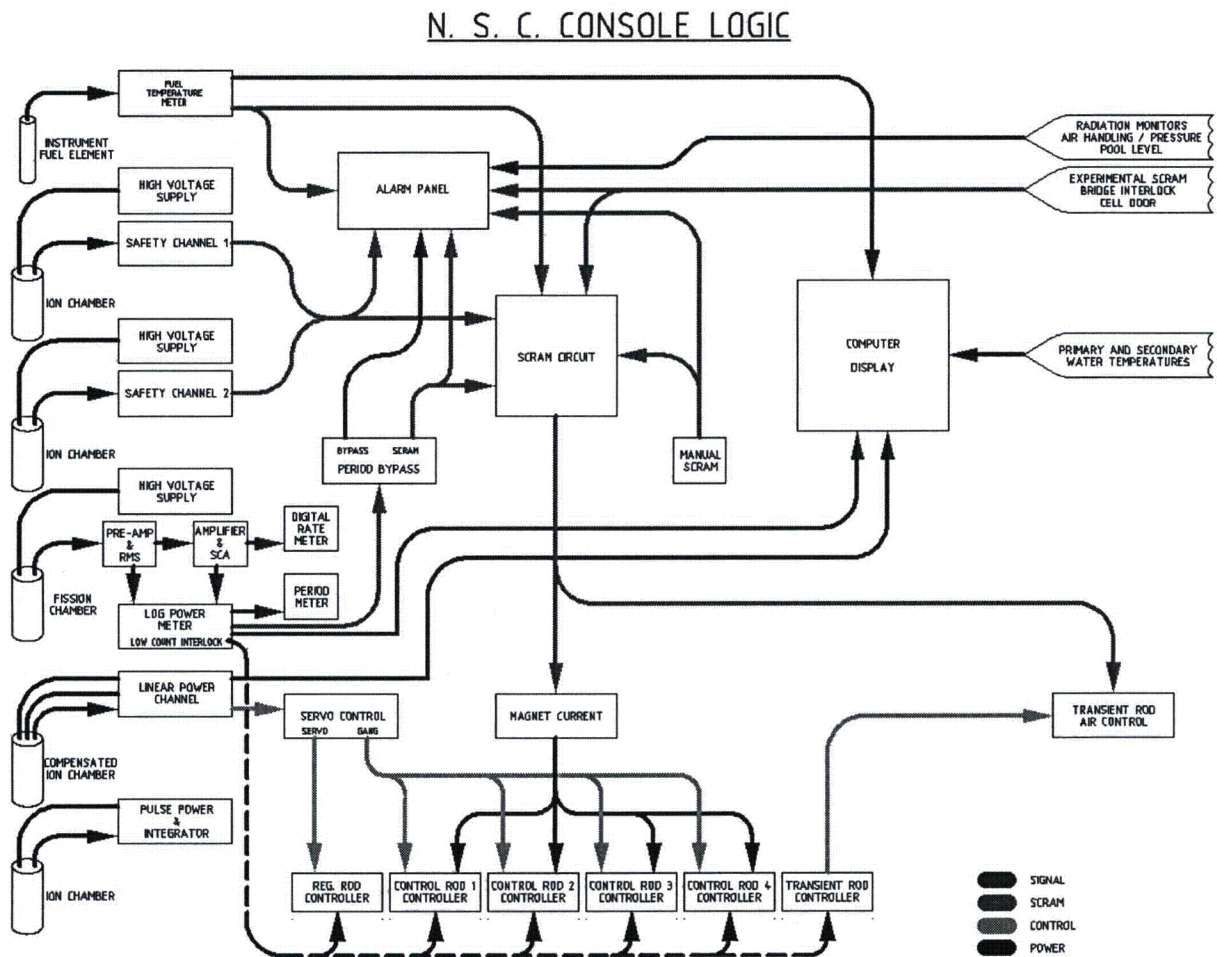 N. S. C. CONSOLE LOGIC
FUEL
TEMPERATURE
METER
INSTRUMENT
FUEL ELEMENT
RADIATION MONITORS
AIR HANDLING / PRESSURE
POOL LEVEL
HIGH VOLTAGE
SUPPLY
ALARM PANEL
EXPERIMENTAL SCRAM
BRIDGE INTERLOCK
CELL DOOR
SAFETY CHANNEL 1
ION CHAMBER
HIGH VOLTAGE
SUPPLY
SCRAM CIRCUIT
COMPUTER
DISPLAY
PRIMARY AND SECONDARY
WATER TEMPERATURES
SAFETY CHANNEL 2
ION CHAMBER
BYPASS SCRAM
PERIOD BYPASS
MANUAL
SCRAM
HIGH VOLTAGE
SUPPLY
PRE-AMP
&
RMS
AMPLIFIER
&
SCA
DIGITAL
RATE
METER
FISSION
CHAMBER
LOG POWER
METER
LOW COUNT INTERLOCK
PERIOD
METER
LINEAR POWER
CHANNEL
SERVO CONTROL
SERVO GANG
MAGNET CURRENT
TRANSIENT ROD
AIR CONTROL
COMPENSATED
ION CHAMBER
PULSE POWER
&
INTEGRATOR
ION CHAMBER
REG. ROD
CONTROLLER
CONTROL ROD 1
CONTROLLER
CONTROL ROD 2
CONTROLLER
CONTROL ROD 3
CONTROLLER
CONTROL ROD 4
CONTROLLER
TRANSIENT ROD
CONTROLLER
SIGNAL
SCRAM
CONTROL
POWER